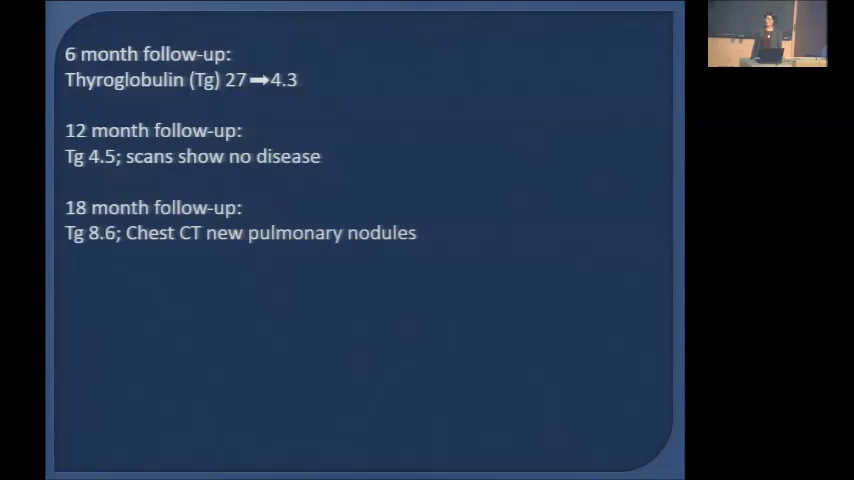 6 month follow-up:
Thyroglobulin (Tg) 27 ➡4.3
12 month follow-up:
Tg 4.5; scans show no disease
18 month follow-up:
Tg 8.6; Chest CT new pulmonary nodules